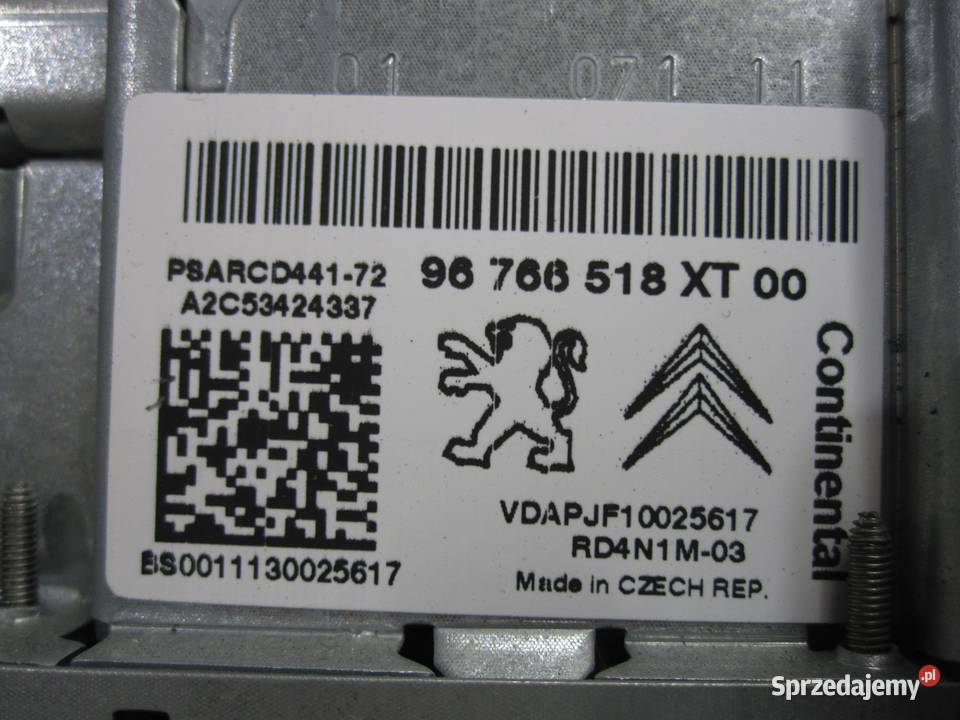 01 071 11
PSARCD441-72
A2C53424337
96 766 518 XT 00
Continental
VDAPJF10025617
RD4N1M-03
BS0011130025617
Made in CZECH REP.
Sprzedajemy.pl